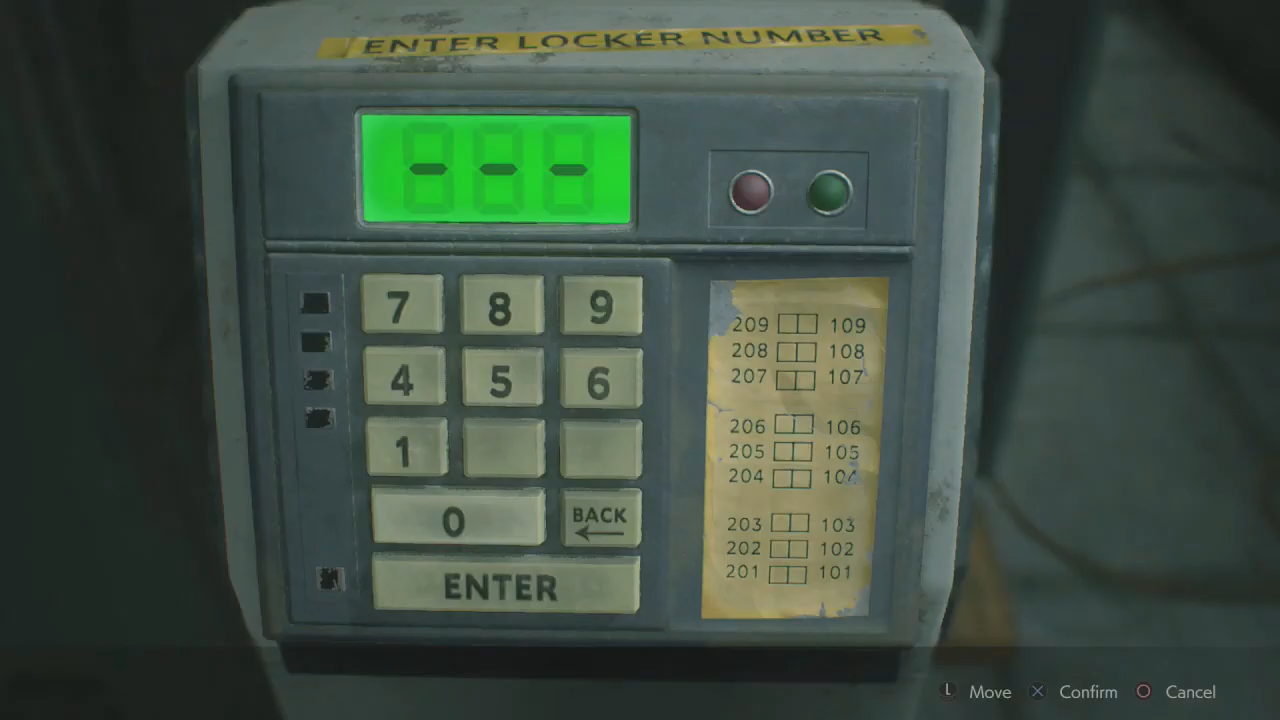 ENTER LOCKER NUMBER
- - -
7 8 9
4 5 6
1
0 BACK
ENTER
209 109
208 108
207 107
206 106
205 105
204 104
203 103
202 102
201 101
L Move X Confirm O Cancel